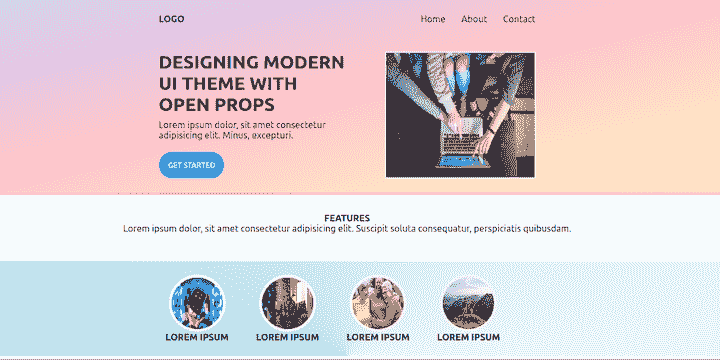 LOGO
Home About Contact
DESIGNING MODERN
UI THEME WITH
OPEN PROPS
Lorem ipsum dolor, sit amet consectetur
adipisicing elit. Minus, excepturi.
GET STARTED
FEATURES
Lorem ipsum dolor, sit amet consectetur adipisicing elit. Suscipit soluta consequatur, perspiciatis quibusdam.
LOREM IPSUM LOREM IPSUM LOREM IPSUM LOREM IPSUM